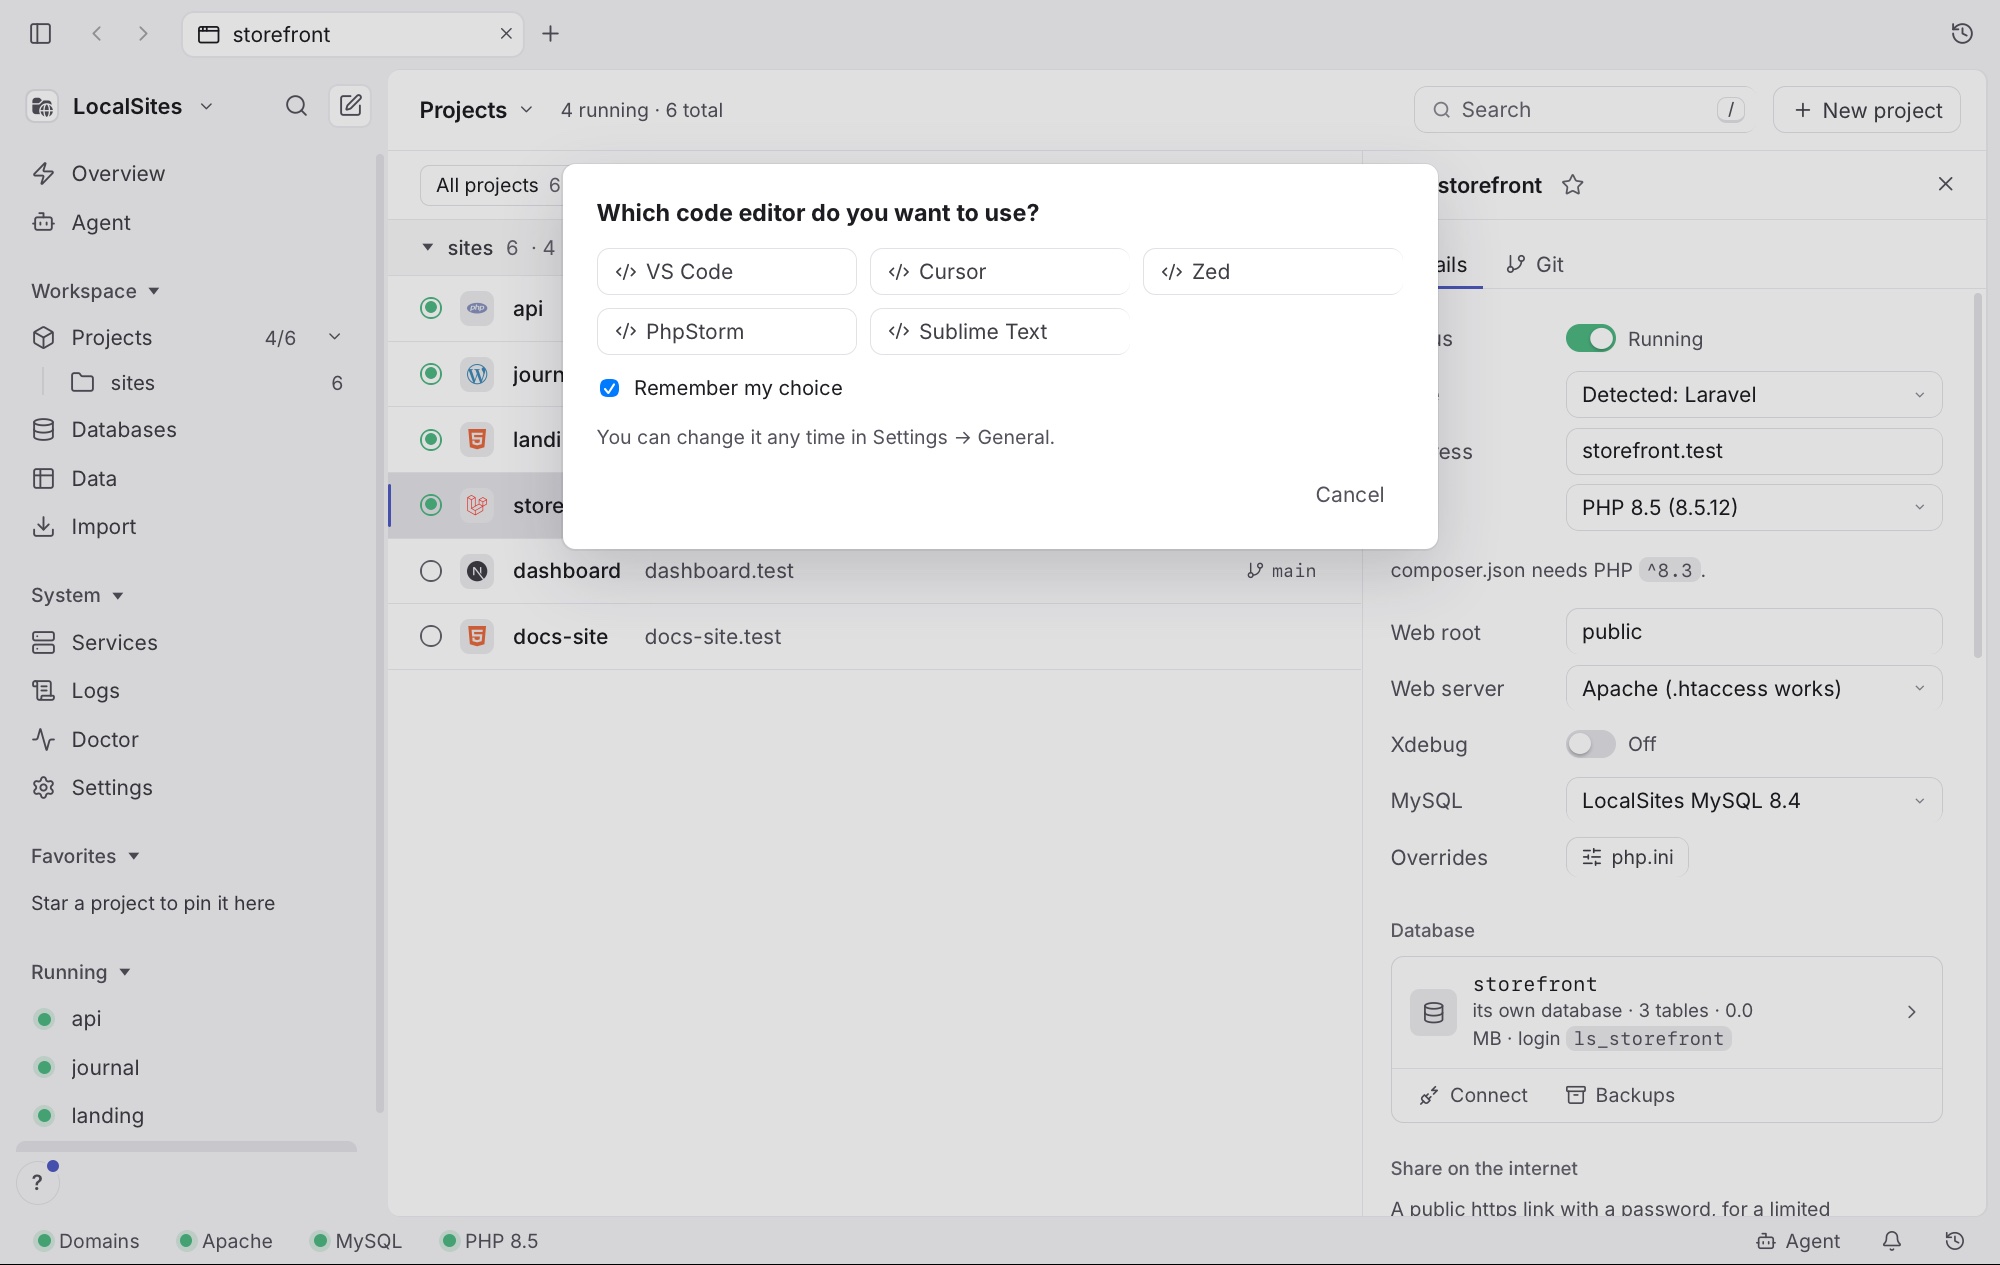 storefront
LocalSites
Overview
Agent
Workspace
Projects 4/6
sites 6
Databases
Data
Import
System
Services
Logs
Doctor
Settings
Favorites
Star a project to pin it here
Running
api
journal
landing
?
Projects 4 running · 6 total
Search /
New project
All projects 6
sites 6 · 4
api
journ
landi
store
dashboard dashboard.test main
docs-site docs-site.test
Which code editor do you want to use?
VS Code
Cursor
Zed
PhpStorm
Sublime Text
Remember my choice
You can change it any time in Settings → General.
Cancel
storefront
ails
Git
us Running
Detected: Laravel
ess storefront.test
PHP 8.5 (8.5.12)
composer.json needs PHP ^8.3.
Web root public
Web server Apache (.htaccess works)
Xdebug Off
MySQL LocalSites MySQL 8.4
Overrides php.ini
Database
storefront
its own database · 3 tables · 0.0
MB · login ls_storefront
Connect Backups
Share on the internet
A public https link with a password, for a limited
Domains Apache MySQL PHP 8.5
Agent